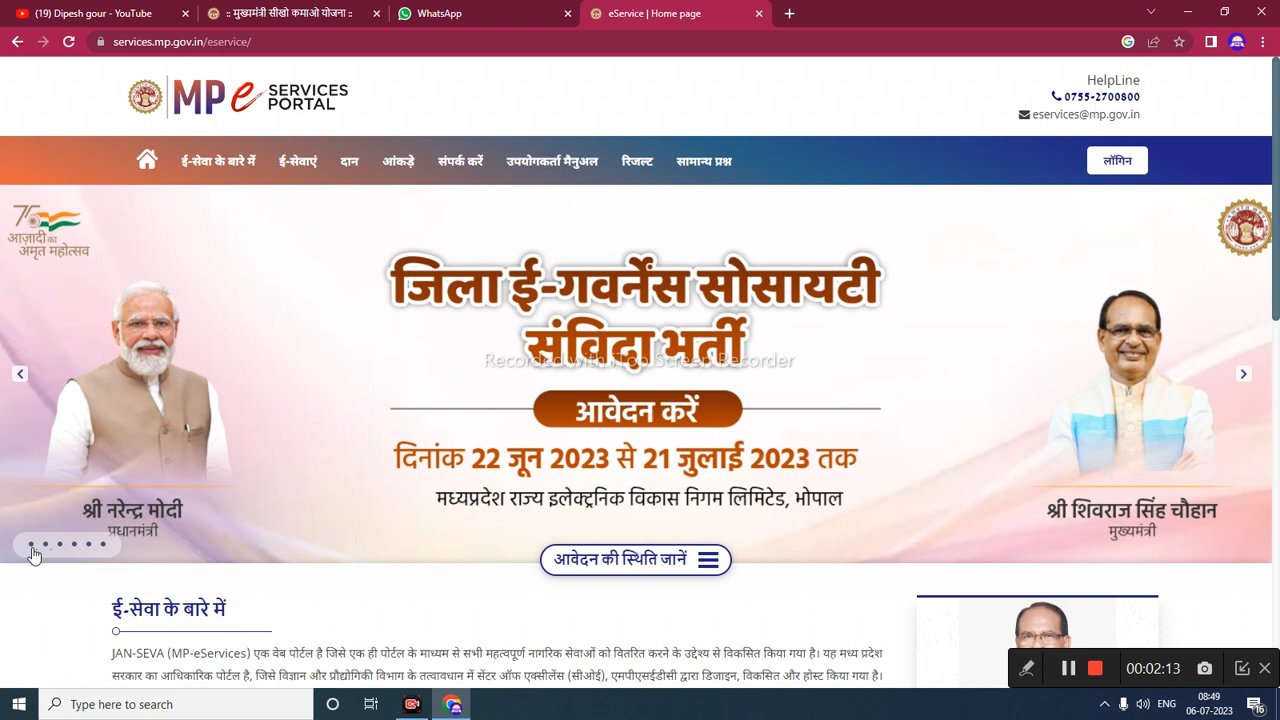 (19) Dipesh gour - YouTube
:: मुख्यमंत्री सीखो कमाओ योजना ::
WhatsApp
eService | Home page
services.mp.gov.in/eservice/
MP e SERVICES PORTAL
HelpLine
0755-2700800
eservices@mp.gov.in
ई-सेवा के बारे में ई-सेवाएं दान आंकड़े संपर्क करें उपयोगकर्ता मैनुअल रिजल्ट सामान्य प्रश्न लॉगिन
75
आज़ादी का
अमृत महोत्सव
जिला ई-गवर्नेंस सोसायटी
संविदा भर्ती
Recorded with iTop Screen Recorder
आवेदन करें
दिनांक 22 जून 2023 से 21 जुलाई 2023 तक
मध्यप्रदेश राज्य इलेक्ट्रनिक विकास निगम लिमिटेड, भोपाल
श्री नरेन्द्र मोदी
प्रधानमंत्री
श्री शिवराज सिंह चौहान
मुख्यमंत्री
आवेदन की स्थिति जानें
ई-सेवा के बारे में
JAN-SEVA (MP-eServices) एक वेब पोर्टल है जिसे एक ही पोर्टल के माध्यम से सभी महत्वपूर्ण नागरिक सेवाओं को वितरित करने के उद्देश्य से विकसित किया गया है। यह मध्य प्रदेश
सरकार का आधिकारिक पोर्टल है, जिसे विज्ञान और प्रौद्योगिकी विभाग के तत्वावधान में सेंटर ऑफ एक्सीलेंस (सीओई), एमपीएसईडीसी द्वारा डिजाइन, विकसित और होस्ट किया गया है।
00:02:13
Type here to search
ENG
08:49
06-07-2023
16